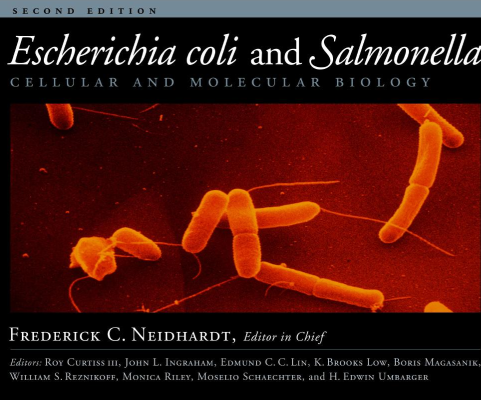 SECOND EDITION
Escherichia coli and Salmonella
CELLULAR AND MOLECULAR BIOLOGY
FREDERICK C. NEIDHARDT, Editor in Chief
Editors: ROY CURTISS III, JOHN L. INGRAHAM, EDMUND C. C. LIN, K. BROOKS LOW, BORIS MAGASANIK,
WILLIAM S. REZNIKOFF, MONICA RILEY, MOSELIO SCHAECHTER, AND H. EDWIN UMBARGER